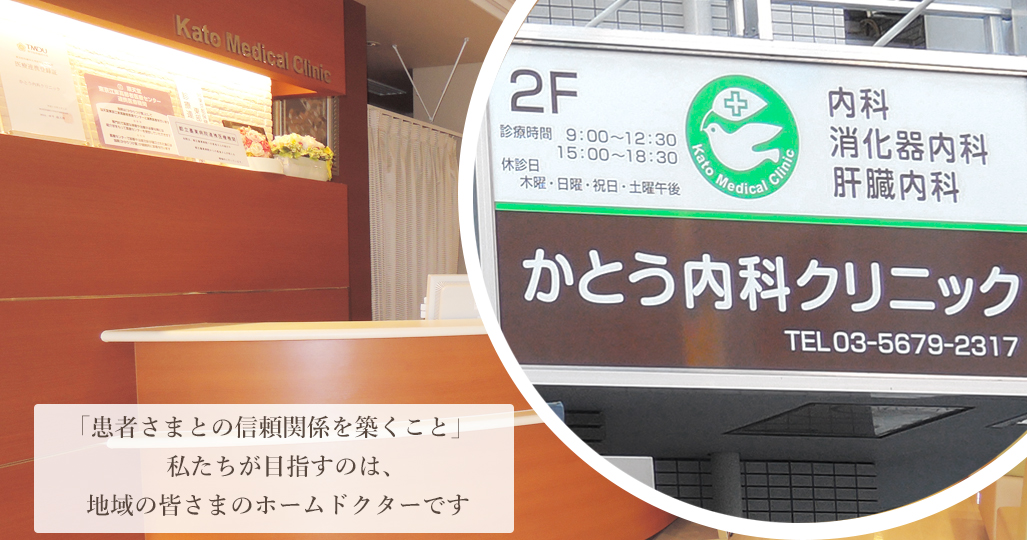 Kato Medical Clinic
2F
診療時間 9:00～12:30
15:00～18:30
休診日
木曜・日曜・祝日・土曜午後
Kato Medical Clinic
内科
消化器内科
肝臓内科
かとう内科クリニック
TEL 03-5679-2317
「患者さまとの信頼関係を築くこと」
私たちが目指すのは、
地域の皆さまのホームドクターです